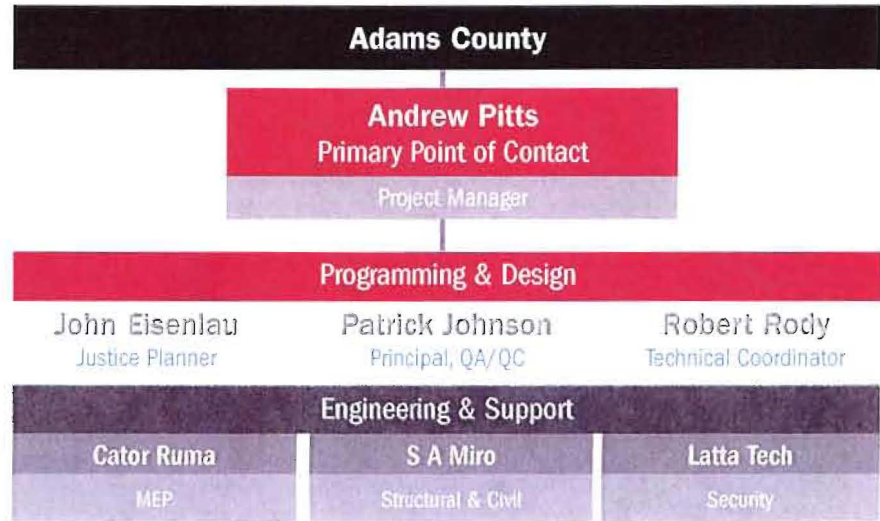 Adams County
Andrew Pitts
Primary Point of Contact
Project Manager
Programming & Design
John Eisenlau Patrick Johnson Robert Rody
Justice Planner Principal, QA/QC Technical Coordinator
Engineering & Support
Cator Ruma S A Miro Latta Tech
MEP Structural & Civil Security